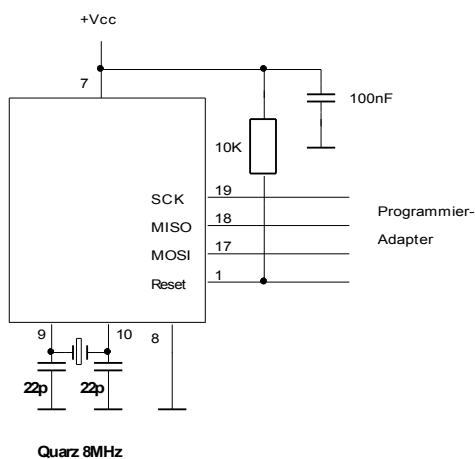 +Vcc
7
100nF
10K
SCK 19
MISO 18
MOSI 17
Reset 1
Programmier-
Adapter
9 10 8
22p 22p
Quarz 8MHz